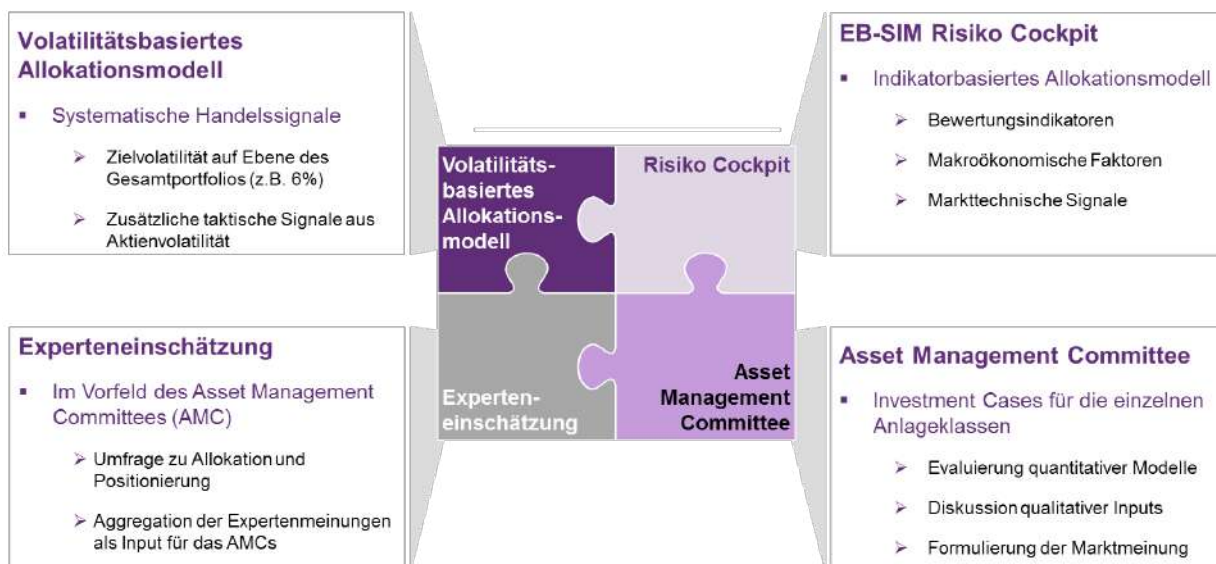 Volatilitätsbasiertes
Allokationsmodell
▪ Systematische Handelssignale
➢ Zielvolatilität auf Ebene des
Gesamtportfolios (z.B. 6%)
➢ Zusätzliche taktische Signale aus
Aktienvolatilität
EB-SIM Risiko Cockpit
▪ Indikatorbasiertes Allokationsmodell
➢ Bewertungsindikatoren
➢ Makroökonomische Faktoren
➢ Markttechnische Signale
Volatilitäts-
basiertes
Allokations-
modell
Risiko Cockpit
Experten-
einschätzung
Asset
Management
Committee
Experteneinschätzung
▪ Im Vorfeld des Asset Management
Committees (AMC)
➢ Umfrage zu Allokation und
Positionierung
➢ Aggregation der Expertenmeinungen
als Input für das AMCs
Asset Management Committee
▪ Investment Cases für die einzelnen
Anlageklassen
➢ Evaluierung quantitativer Modelle
➢ Diskussion qualitativer Inputs
➢ Formulierung der Marktmeinung